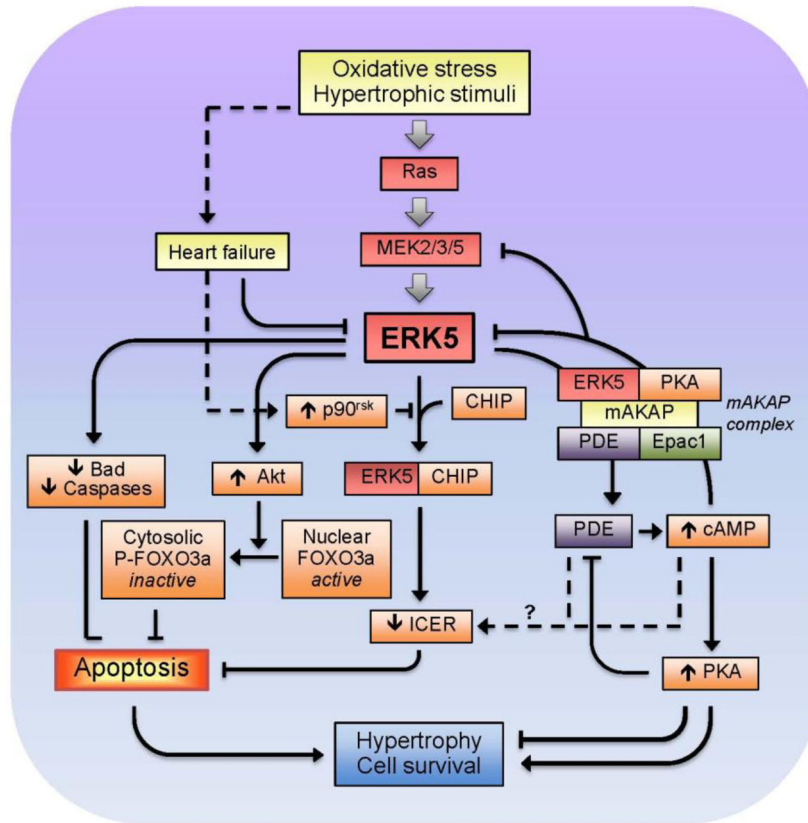 Oxidative stress
Hypertrophic stimuli
Ras
Heart failure
MEK2/3/5
ERK5
ERK5 PKA
mAKAP
PDE Epac1
mAKAP
complex
↑ p90rsk
CHIP
↓ Bad
↓ Caspases
↑ Akt
ERK5 CHIP
Cytosolic
P-FOXO3a
inactive
Nuclear
FOXO3a
active
PDE
↑ cAMP
?
↓ ICER
Apoptosis
↑ PKA
Hypertrophy
Cell survival